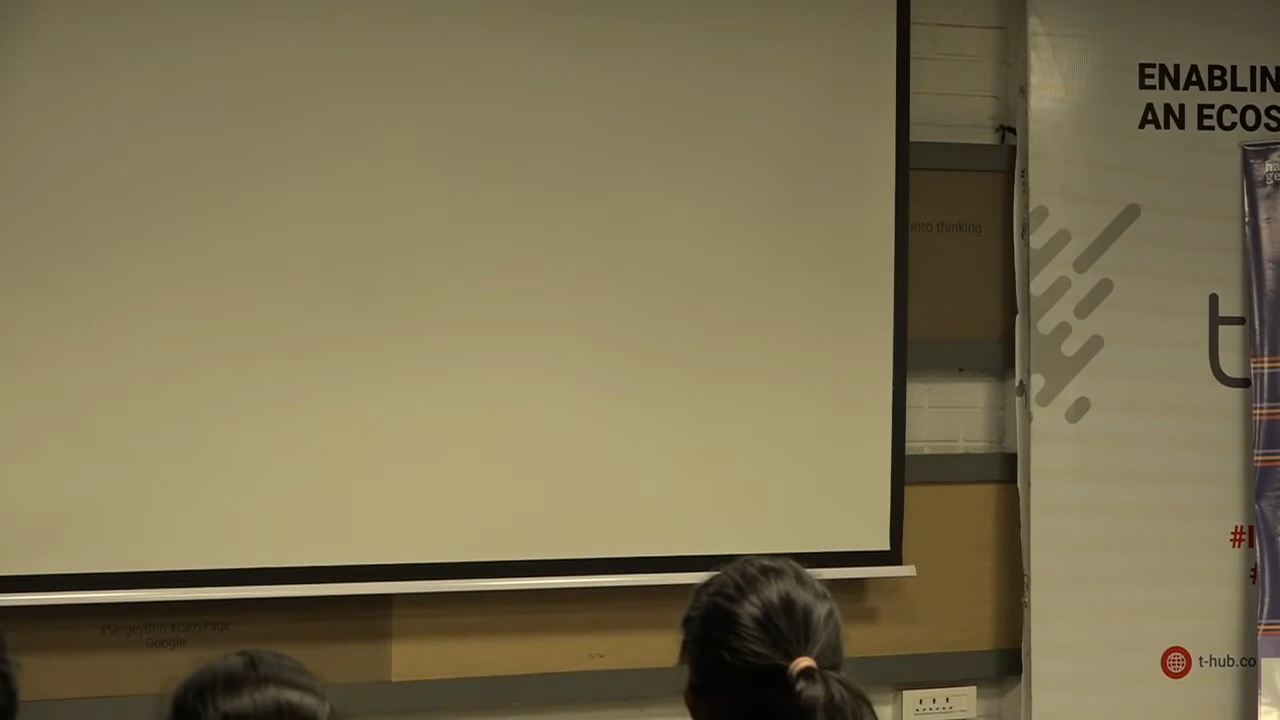 ENABLIN
AN ECOS
into thinking
t
#SergeyBrin #LarryPage
Google
t-hub.co